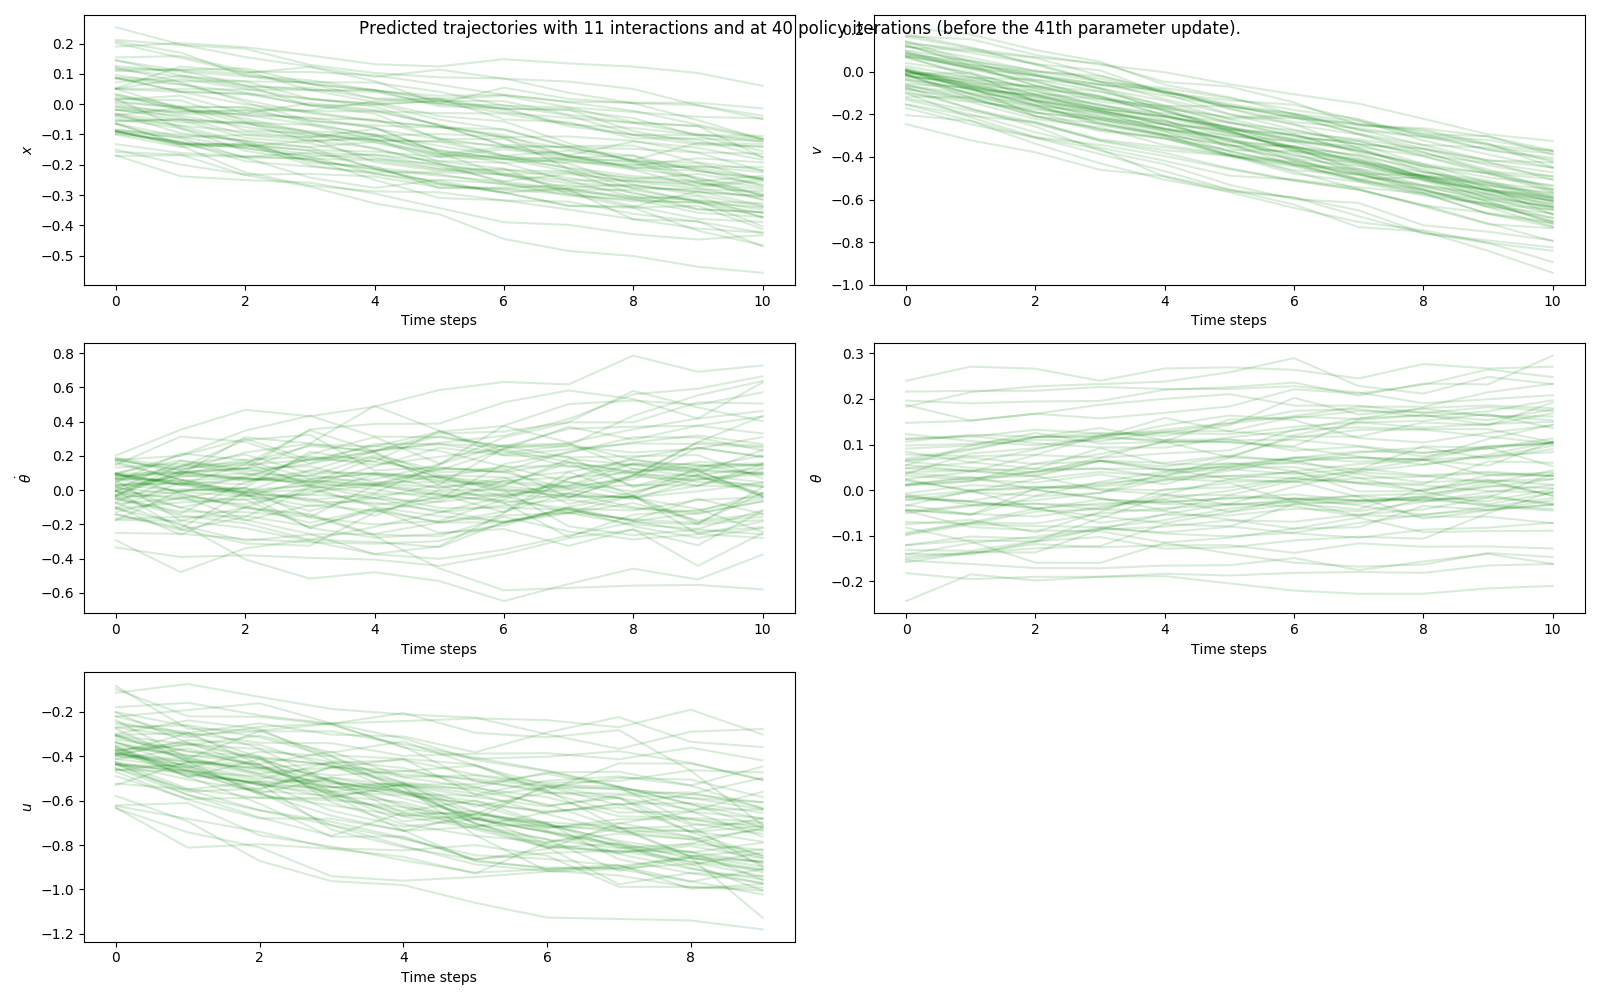 Predicted trajectories with 11 interactions and at 40 policy iterations (before the 41th parameter update).
0.2
0.1
0.0
−0.1
−0.2
−0.3
−0.4
−0.5
x
0 2 4 6 8 10
Time steps
0.2
0.0
−0.2
−0.4
−0.6
−0.8
−1.0
v
0 2 4 6 8 10
Time steps
0.8
0.6
0.4
0.2
0.0
−0.2
−0.4
−0.6
θ̇
0 2 4 6 8 10
Time steps
0.3
0.2
0.1
0.0
−0.1
−0.2
θ
0 2 4 6 8 10
Time steps
−0.2
−0.4
−0.6
−0.8
−1.0
−1.2
u
0 2 4 6 8
Time steps